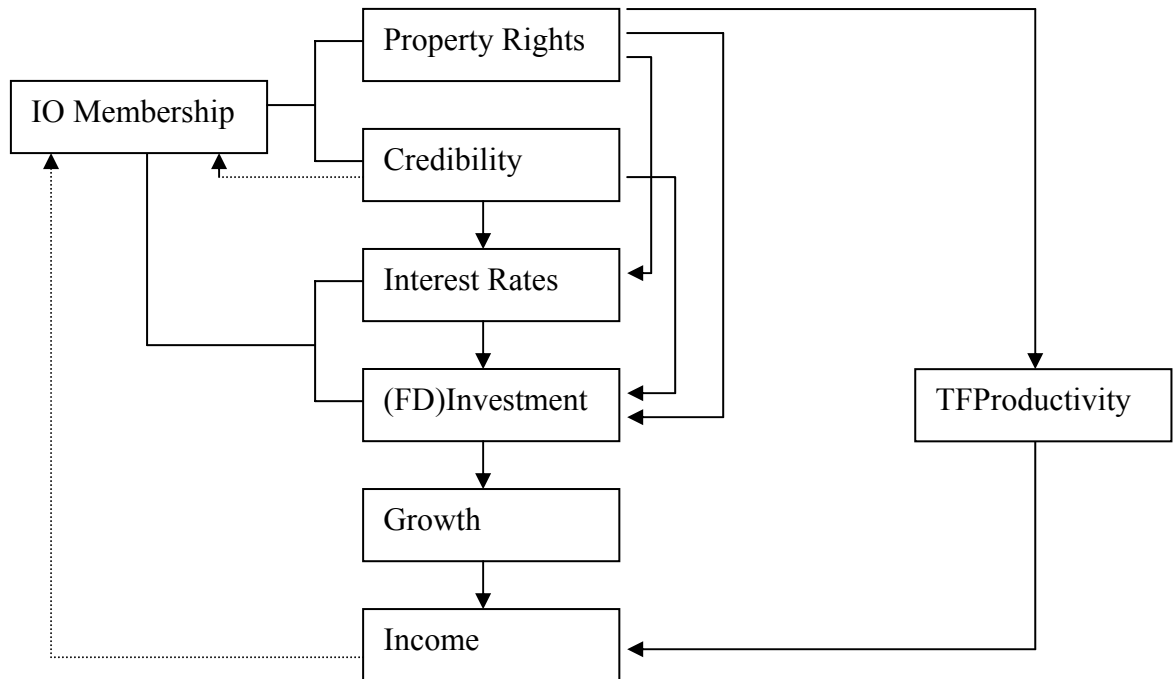 Property Rights
IO Membership
Credibility
Interest Rates
(FD)Investment
TFProductivity
Growth
Income